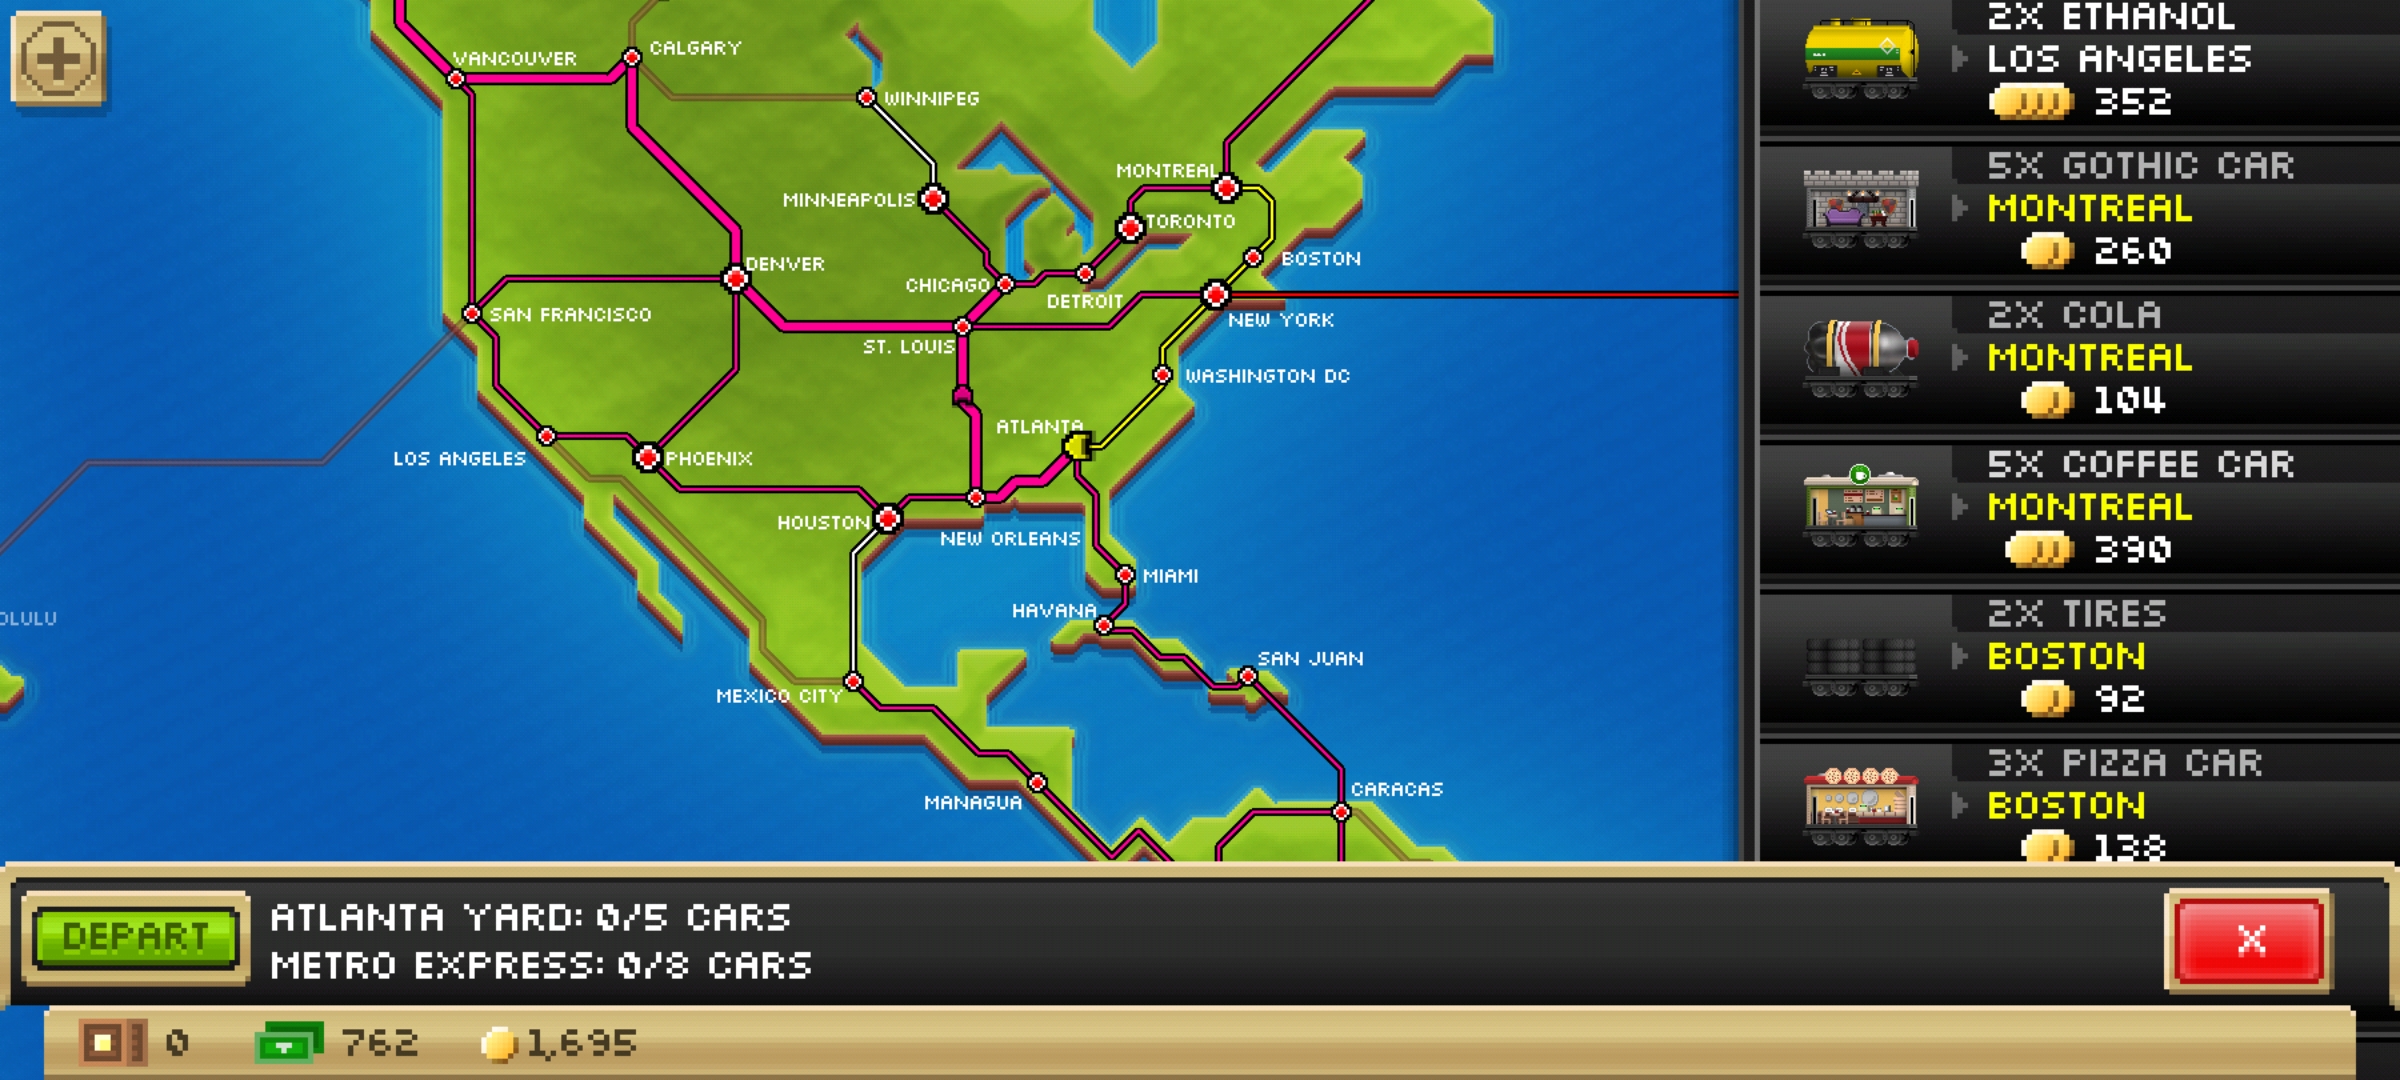 VANCOUVER
CALGARY
WINNIPEG
MONTREAL
MINNEAPOLIS
TORONTO
DENVER
BOSTON
CHICAGO
DETROIT
SAN FRANCISCO
NEW YORK
ST. LOUIS
WASHINGTON DC
ATLANTA
LOS ANGELES
PHOENIX
HOUSTON
NEW ORLEANS
MIAMI
HAVANA
OLULU
SAN JUAN
MEXICO CITY
CARACAS
MANAGUA
2X ETHANOL
LOS ANGELES
352
5X GOTHIC CAR
MONTREAL
260
2X COLA
MONTREAL
104
5X COFFEE CAR
MONTREAL
390
2X TIRES
BOSTON
92
3X PIZZA CAR
BOSTON
138
DEPART
ATLANTA YARD: 0/5 CARS
METRO EXPRESS: 0/8 CARS
X
0
762
1,695